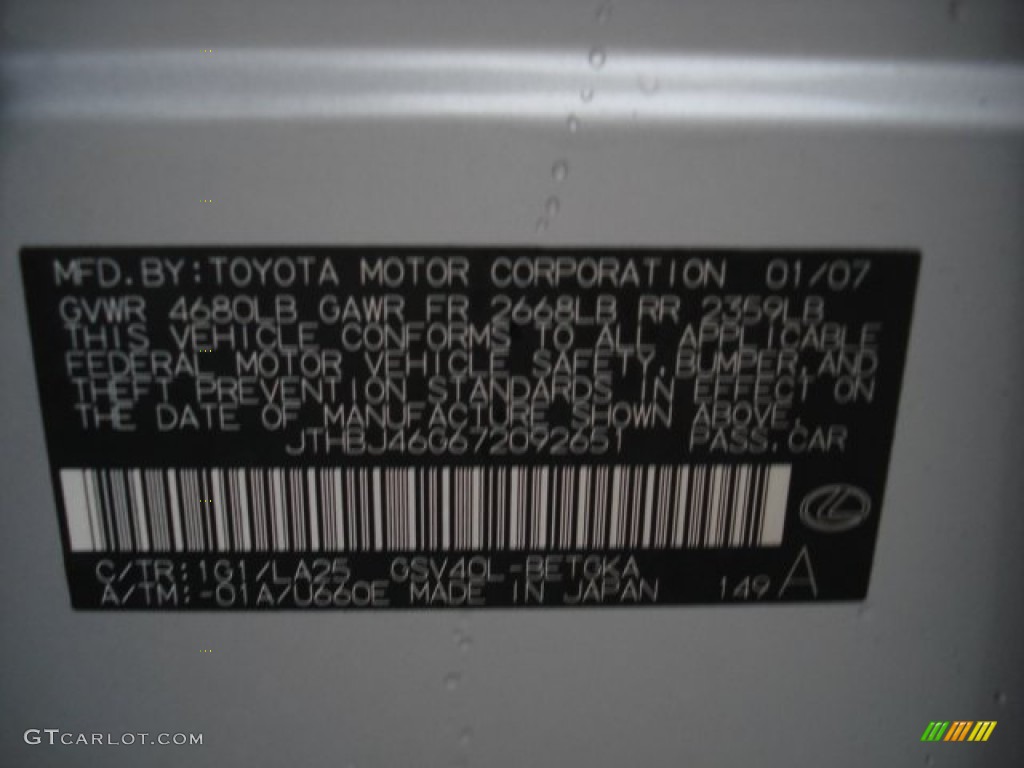 MFD.BY:TOYOTA MOTOR CORPORATION 01/07
GVWR 4680LB GAWR FR 2668LB RR 2359LB
THIS VEHICLE CONFORMS TO ALL APPLICABLE
FEDERAL MOTOR VEHICLE SAFETY,BUMPER,AND
THEFT PREVENTION STANDARDS IN EFFECT ON
THE DATE OF MANUFACTURE SHOWN ABOVE.
JTHBJ46G672092651 PASS.CAR
C/TR:1G1/LA25 GSV40L-BETGKA
A/TM:-01A/U660E MADE IN JAPAN 149 A
GTCARLOT.COM